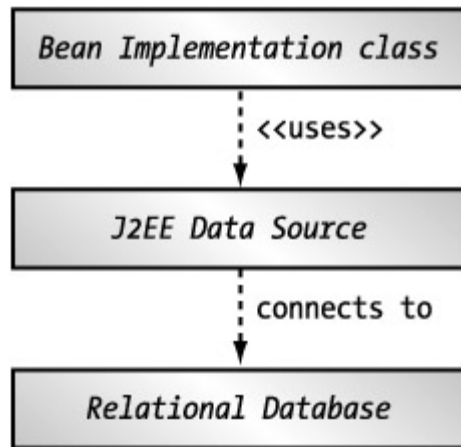 Bean Implementation class
<<uses>>
J2EE Data Source
connects to
Relational Database